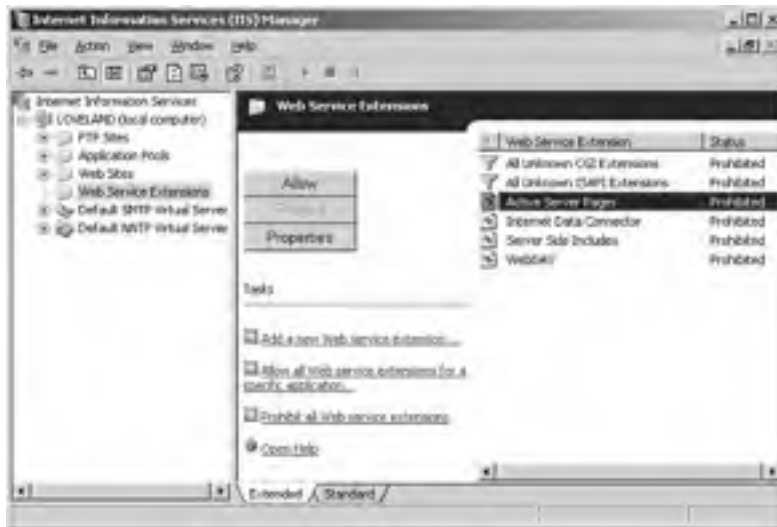 Internet Information Services (IIS) Manager
File Action View Window Help
Internet Information Services
LOVELAND (local computer)
FTP Sites
Application Pools
Web Sites
Web Service Extensions
Default SMTP Virtual Server
Default NNTP Virtual Server
Web Service Extensions
Allow
Prohibit
Properties
Tasks
Add a new Web service extension...
Allow all Web service extensions for a
specific application...
Prohibit all Web service extensions
Open Help
Web Service Extension Status
All Unknown CGI Extensions Prohibited
All Unknown ISAPI Extensions Prohibited
Active Server Pages Prohibited
Internet Data Connector Prohibited
Server Side Includes Prohibited
WebDAV Prohibited
Extended Standard